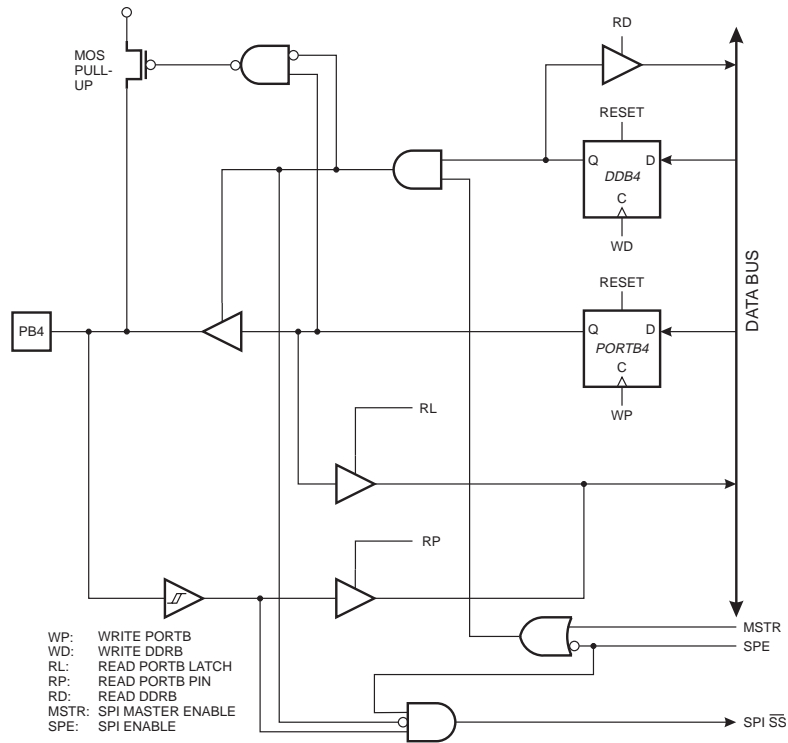 RD
MOS
PULL-
UP
RESET
Q
D
DDB4
C
WD
RESET
PB4
Q
D
PORTB4
C
WP
DATA BUS
RL
RP
WP: WRITE PORTB
WD: WRITE DDRB
RL: READ PORTB LATCH
RP: READ PORTB PIN
RD: READ DDRB
MSTR: SPI MASTER ENABLE
SPE: SPI ENABLE
MSTR
SPE
SPI S̅S̅